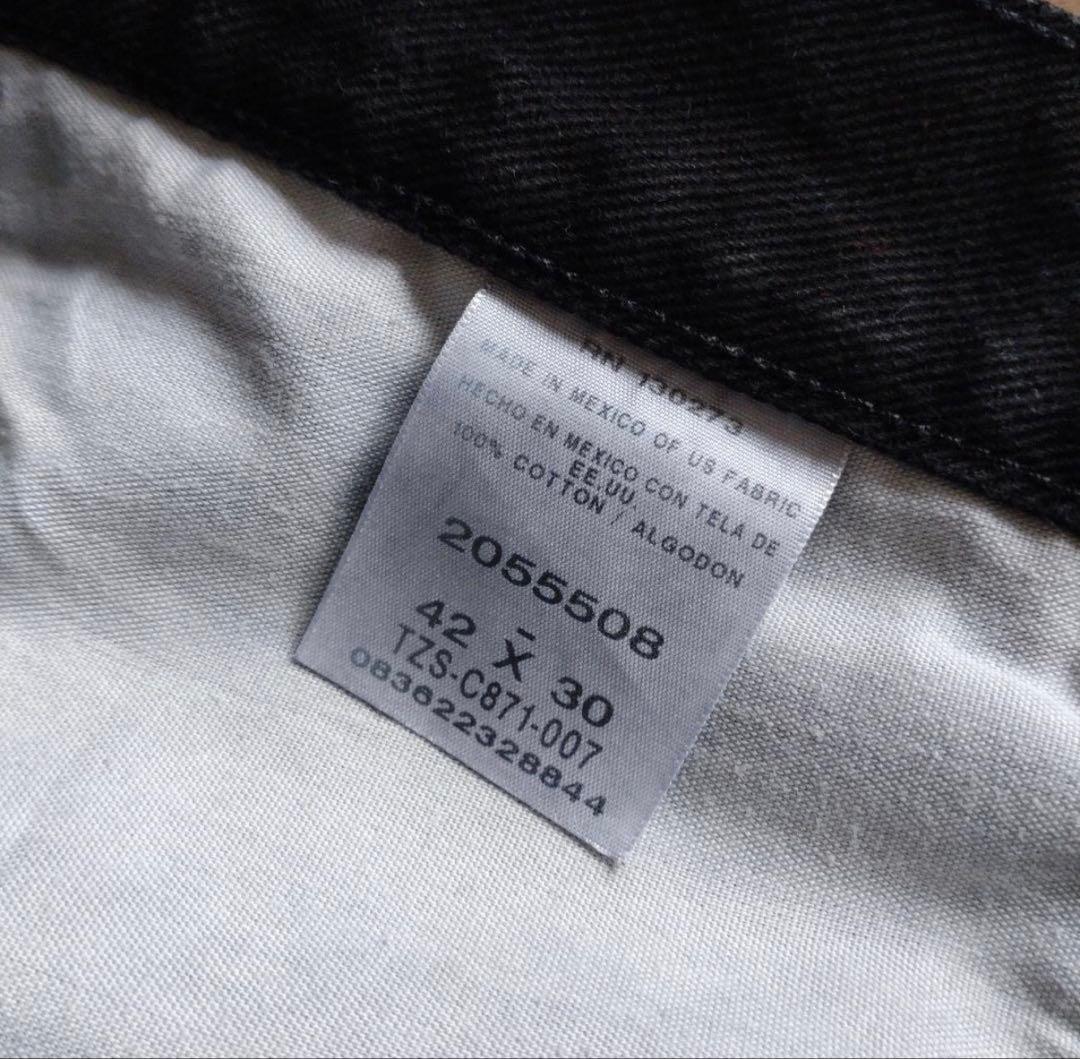 RN 130273
MADE IN MEXICO OF US FABRIC
HECHO EN MEXICO CON TELA DE
EE.UU.
100% COTTON / ALGODON
2055508
-
42 X 30
TZS-C871-007
083622328844